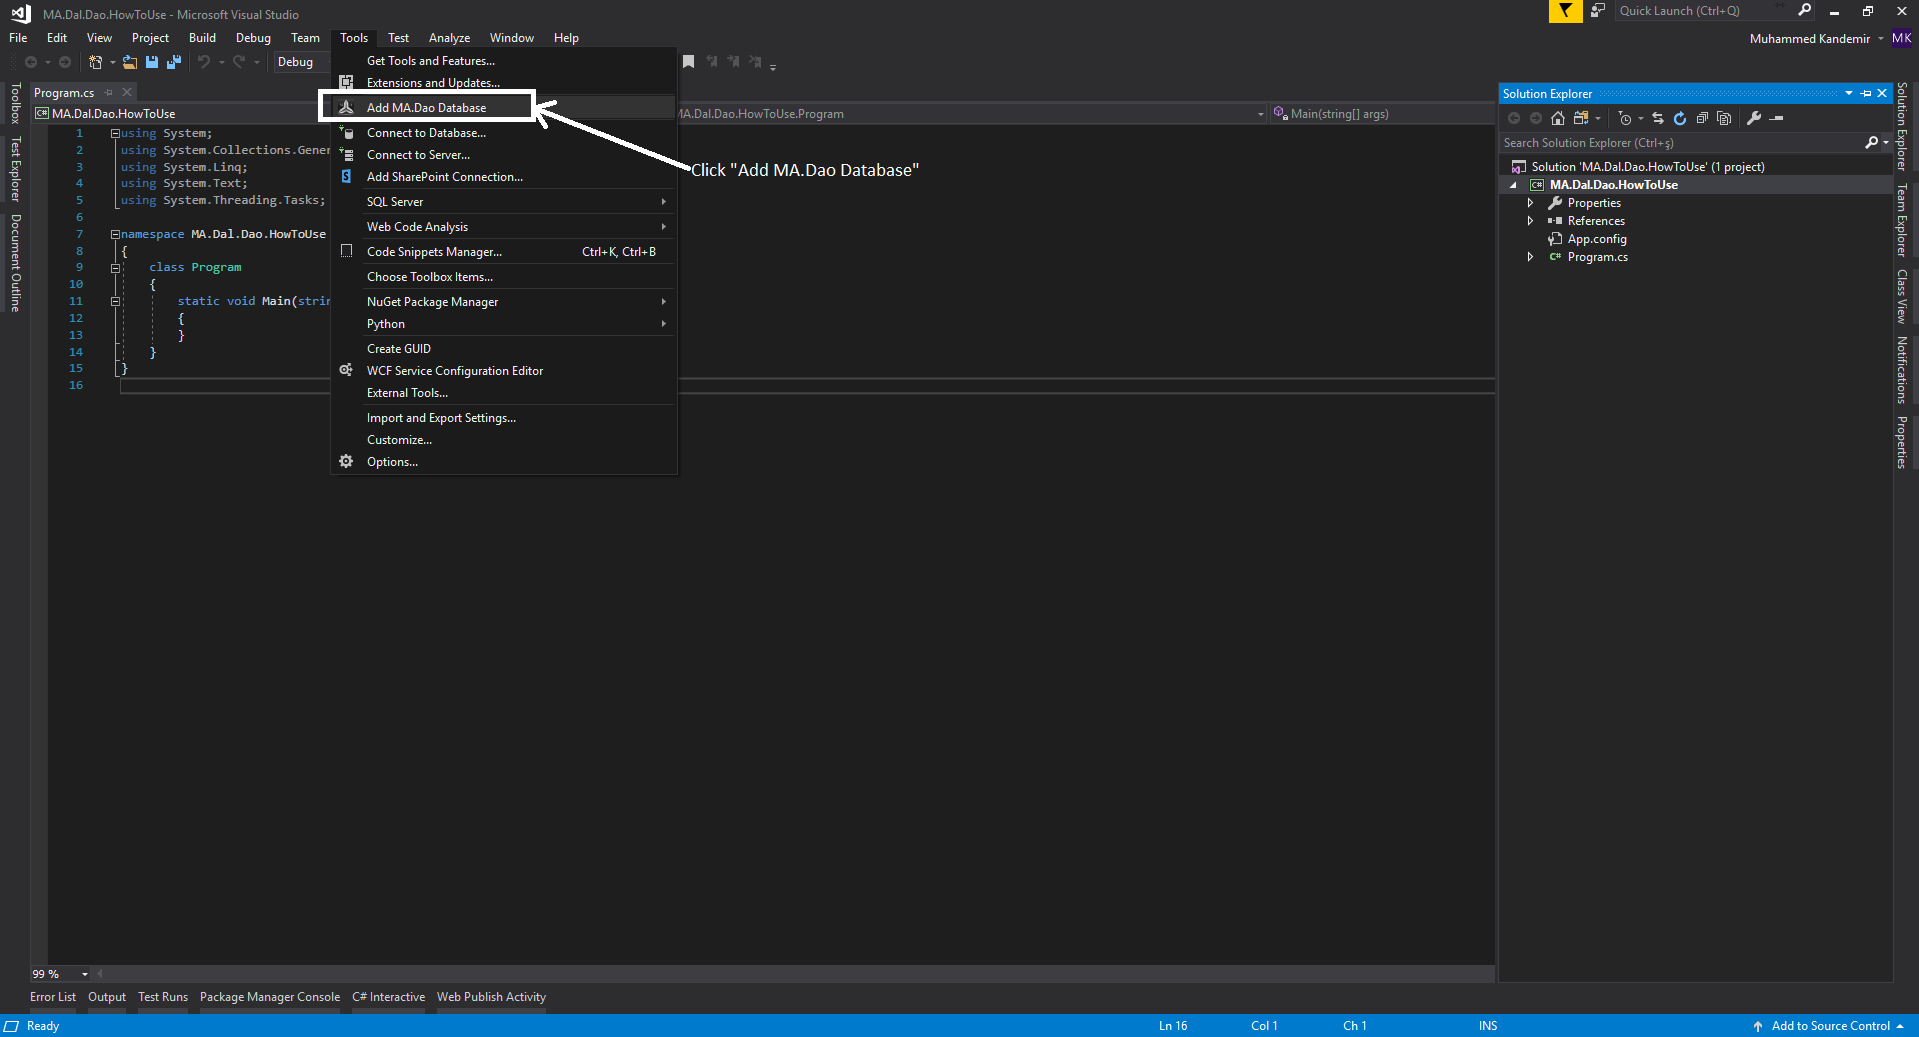 MA.Dal.Dao.HowToUse - Microsoft Visual Studio
Quick Launch (Ctrl+Q)
File Edit View Project Build Debug Team Tools Test Analyze Window Help
Muhammed Kandemir MK
Debug
Get Tools and Features...
Extensions and Updates...
Add MA.Dao Database
Connect to Database...
Connect to Server...
Add SharePoint Connection...
SQL Server
Web Code Analysis
Code Snippets Manager... Ctrl+K, Ctrl+B
Choose Toolbox Items...
NuGet Package Manager
Python
Create GUID
WCF Service Configuration Editor
External Tools...
Import and Export Settings...
Customize...
Options...
Click "Add MA.Dao Database"
Toolbox
Test Explorer
Document Outline
Program.cs
C# MA.Dal.Dao.HowToUse
MA.Dal.Dao.HowToUse.Program
Main(string[] args)
1 using System;
2 using System.Collections.Gener
3 using System.Linq;
4 using System.Text;
5 using System.Threading.Tasks;
6
7 namespace MA.Dal.Dao.HowToUse
8 {
9 class Program
10 {
11 static void Main(strin
12 {
13 }
14 }
15 }
16
Solution Explorer
Search Solution Explorer (Ctrl+ş)
Solution 'MA.Dal.Dao.HowToUse' (1 project)
C# MA.Dal.Dao.HowToUse
Properties
References
App.config
C# Program.cs
Solution Explorer
Team Explorer
Class View
Notifications
Properties
99 %
Error List Output Test Runs Package Manager Console C# Interactive Web Publish Activity
Ready Ln 16 Col 1 Ch 1 INS Add to Source Control